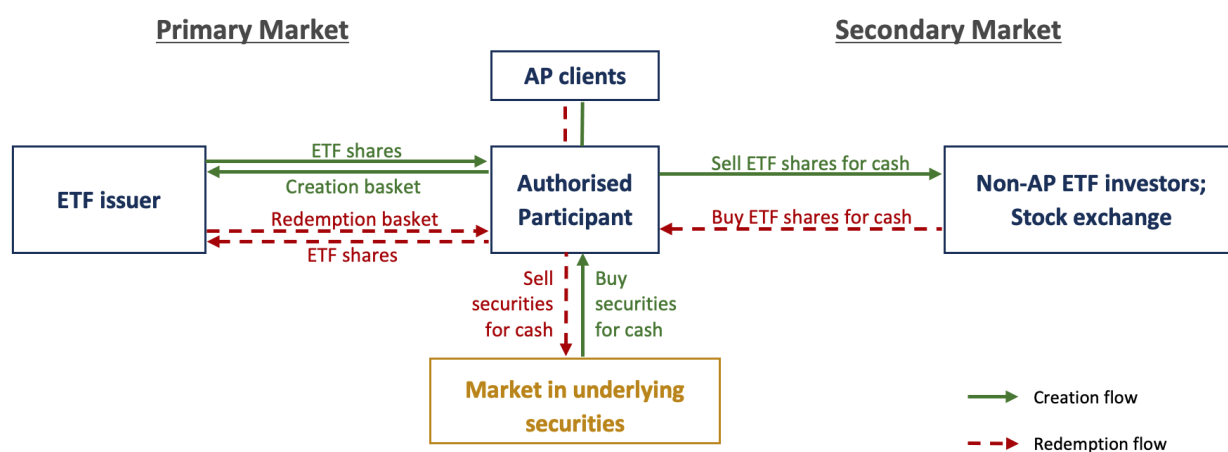 Primary Market
Secondary Market
AP clients
ETF issuer
ETF shares
Creation basket
Redemption basket
ETF shares
Authorised
Participant
Sell ETF shares for cash
Buy ETF shares for cash
Non-AP ETF investors;
Stock exchange
Sell
securities
for cash
Buy
securities
for cash
Market in underlying
securities
Creation flow
Redemption flow